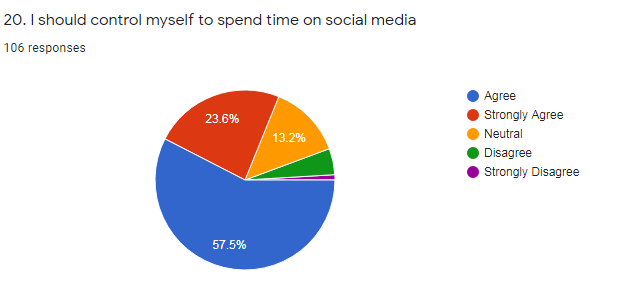 20. I should control myself to spend time on social media
106 responses
23.6%
13.2%
57.5%
Agree
Strongly Agree
Neutral
Disagree
Strongly Disagree